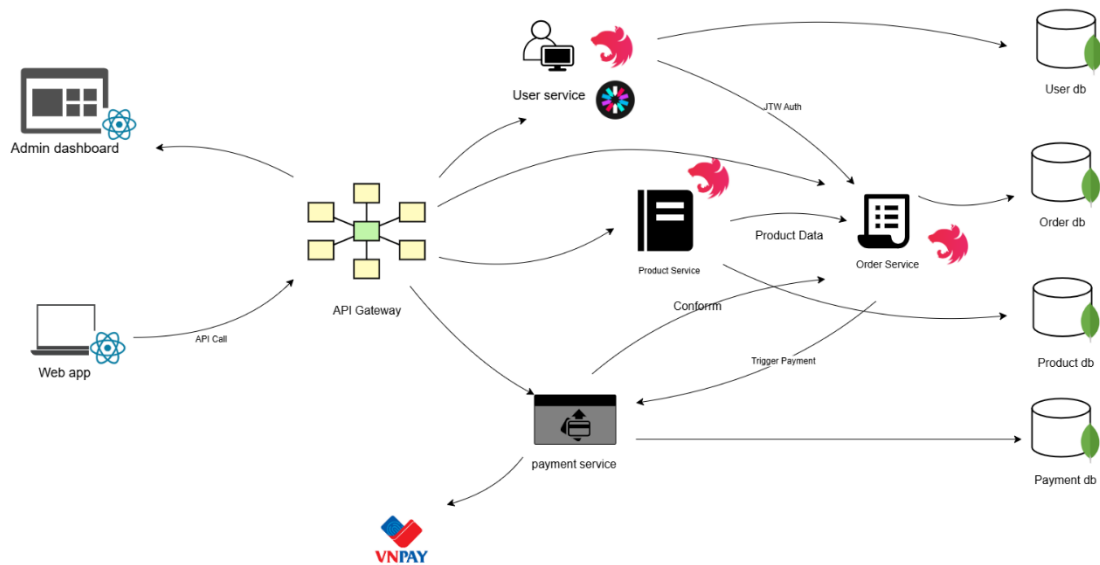 User service
User db
JTW Auth
Admin dashboard
Order db
Product Data
Order Service
Product Service
API Gateway
Conforrm
API Call
Trigger Payment
Web app
Product db
payment service
Payment db
VNPAY